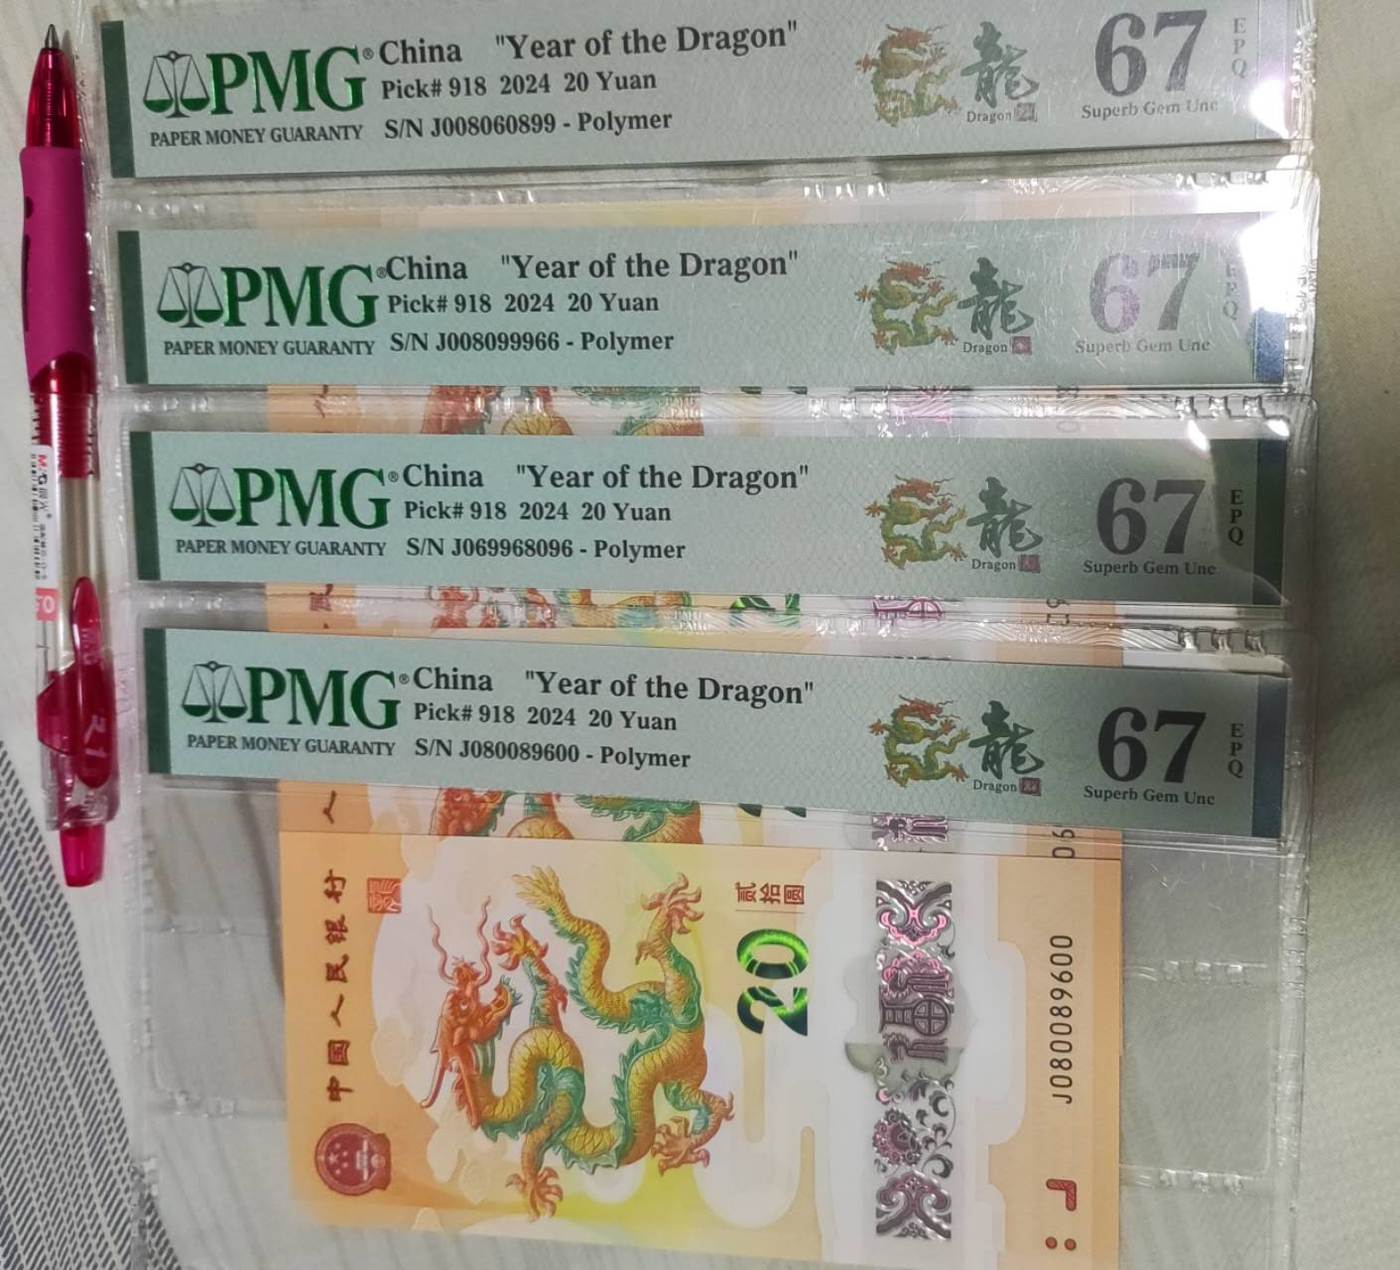 PMG® China "Year of the Dragon"
Pick# 918 2024 20 Yuan
PAPER MONEY GUARANTY S/N J008060899 - Polymer
龍
Dragon
67 EPQ
Superb Gem Unc
PMG® China "Year of the Dragon"
Pick# 918 2024 20 Yuan
PAPER MONEY GUARANTY S/N J008099966 - Polymer
龍
Dragon
67 EPQ
Superb Gem Unc
PMG® China "Year of the Dragon"
Pick# 918 2024 20 Yuan
PAPER MONEY GUARANTY S/N J069968096 - Polymer
龍
Dragon
67 EPQ
Superb Gem Unc
PMG® China "Year of the Dragon"
Pick# 918 2024 20 Yuan
PAPER MONEY GUARANTY S/N J080089600 - Polymer
龍
Dragon
67 EPQ
Superb Gem Unc
中国人民银行
贰拾圆
20
J080089600
M&G